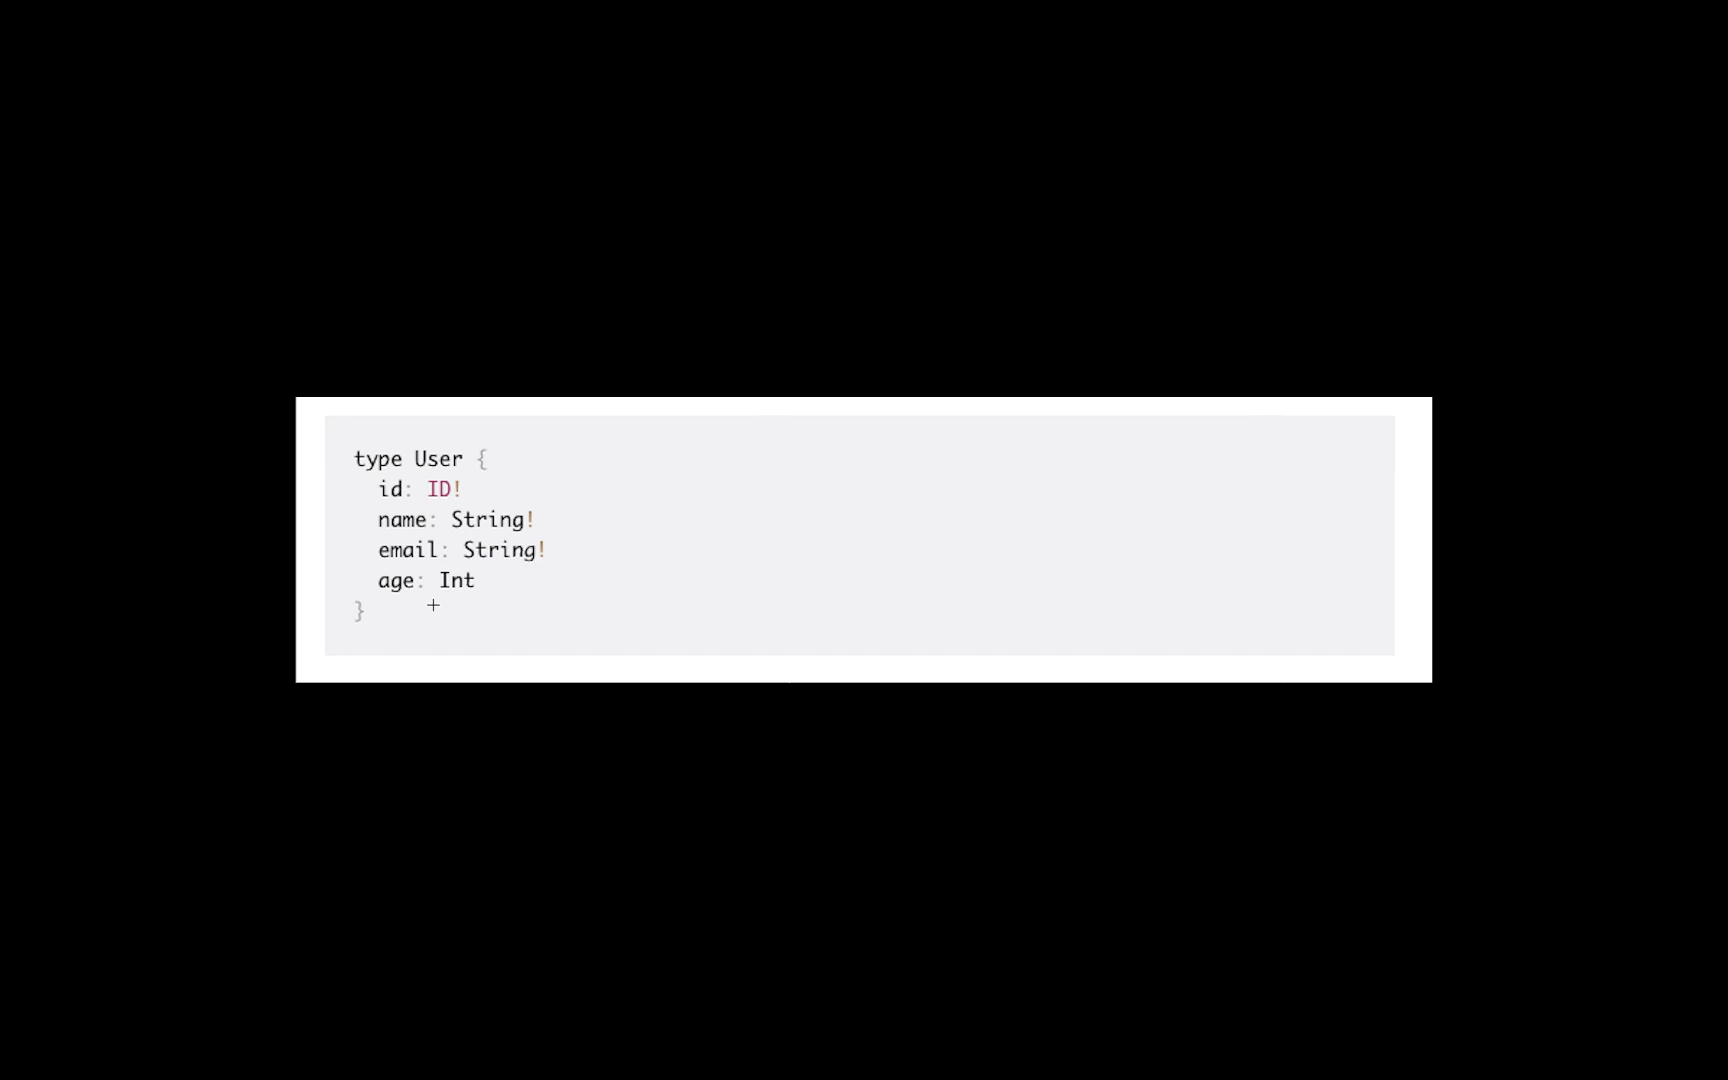 type User {
  id: ID!
  name: String!
  email: String!
  age: Int
}